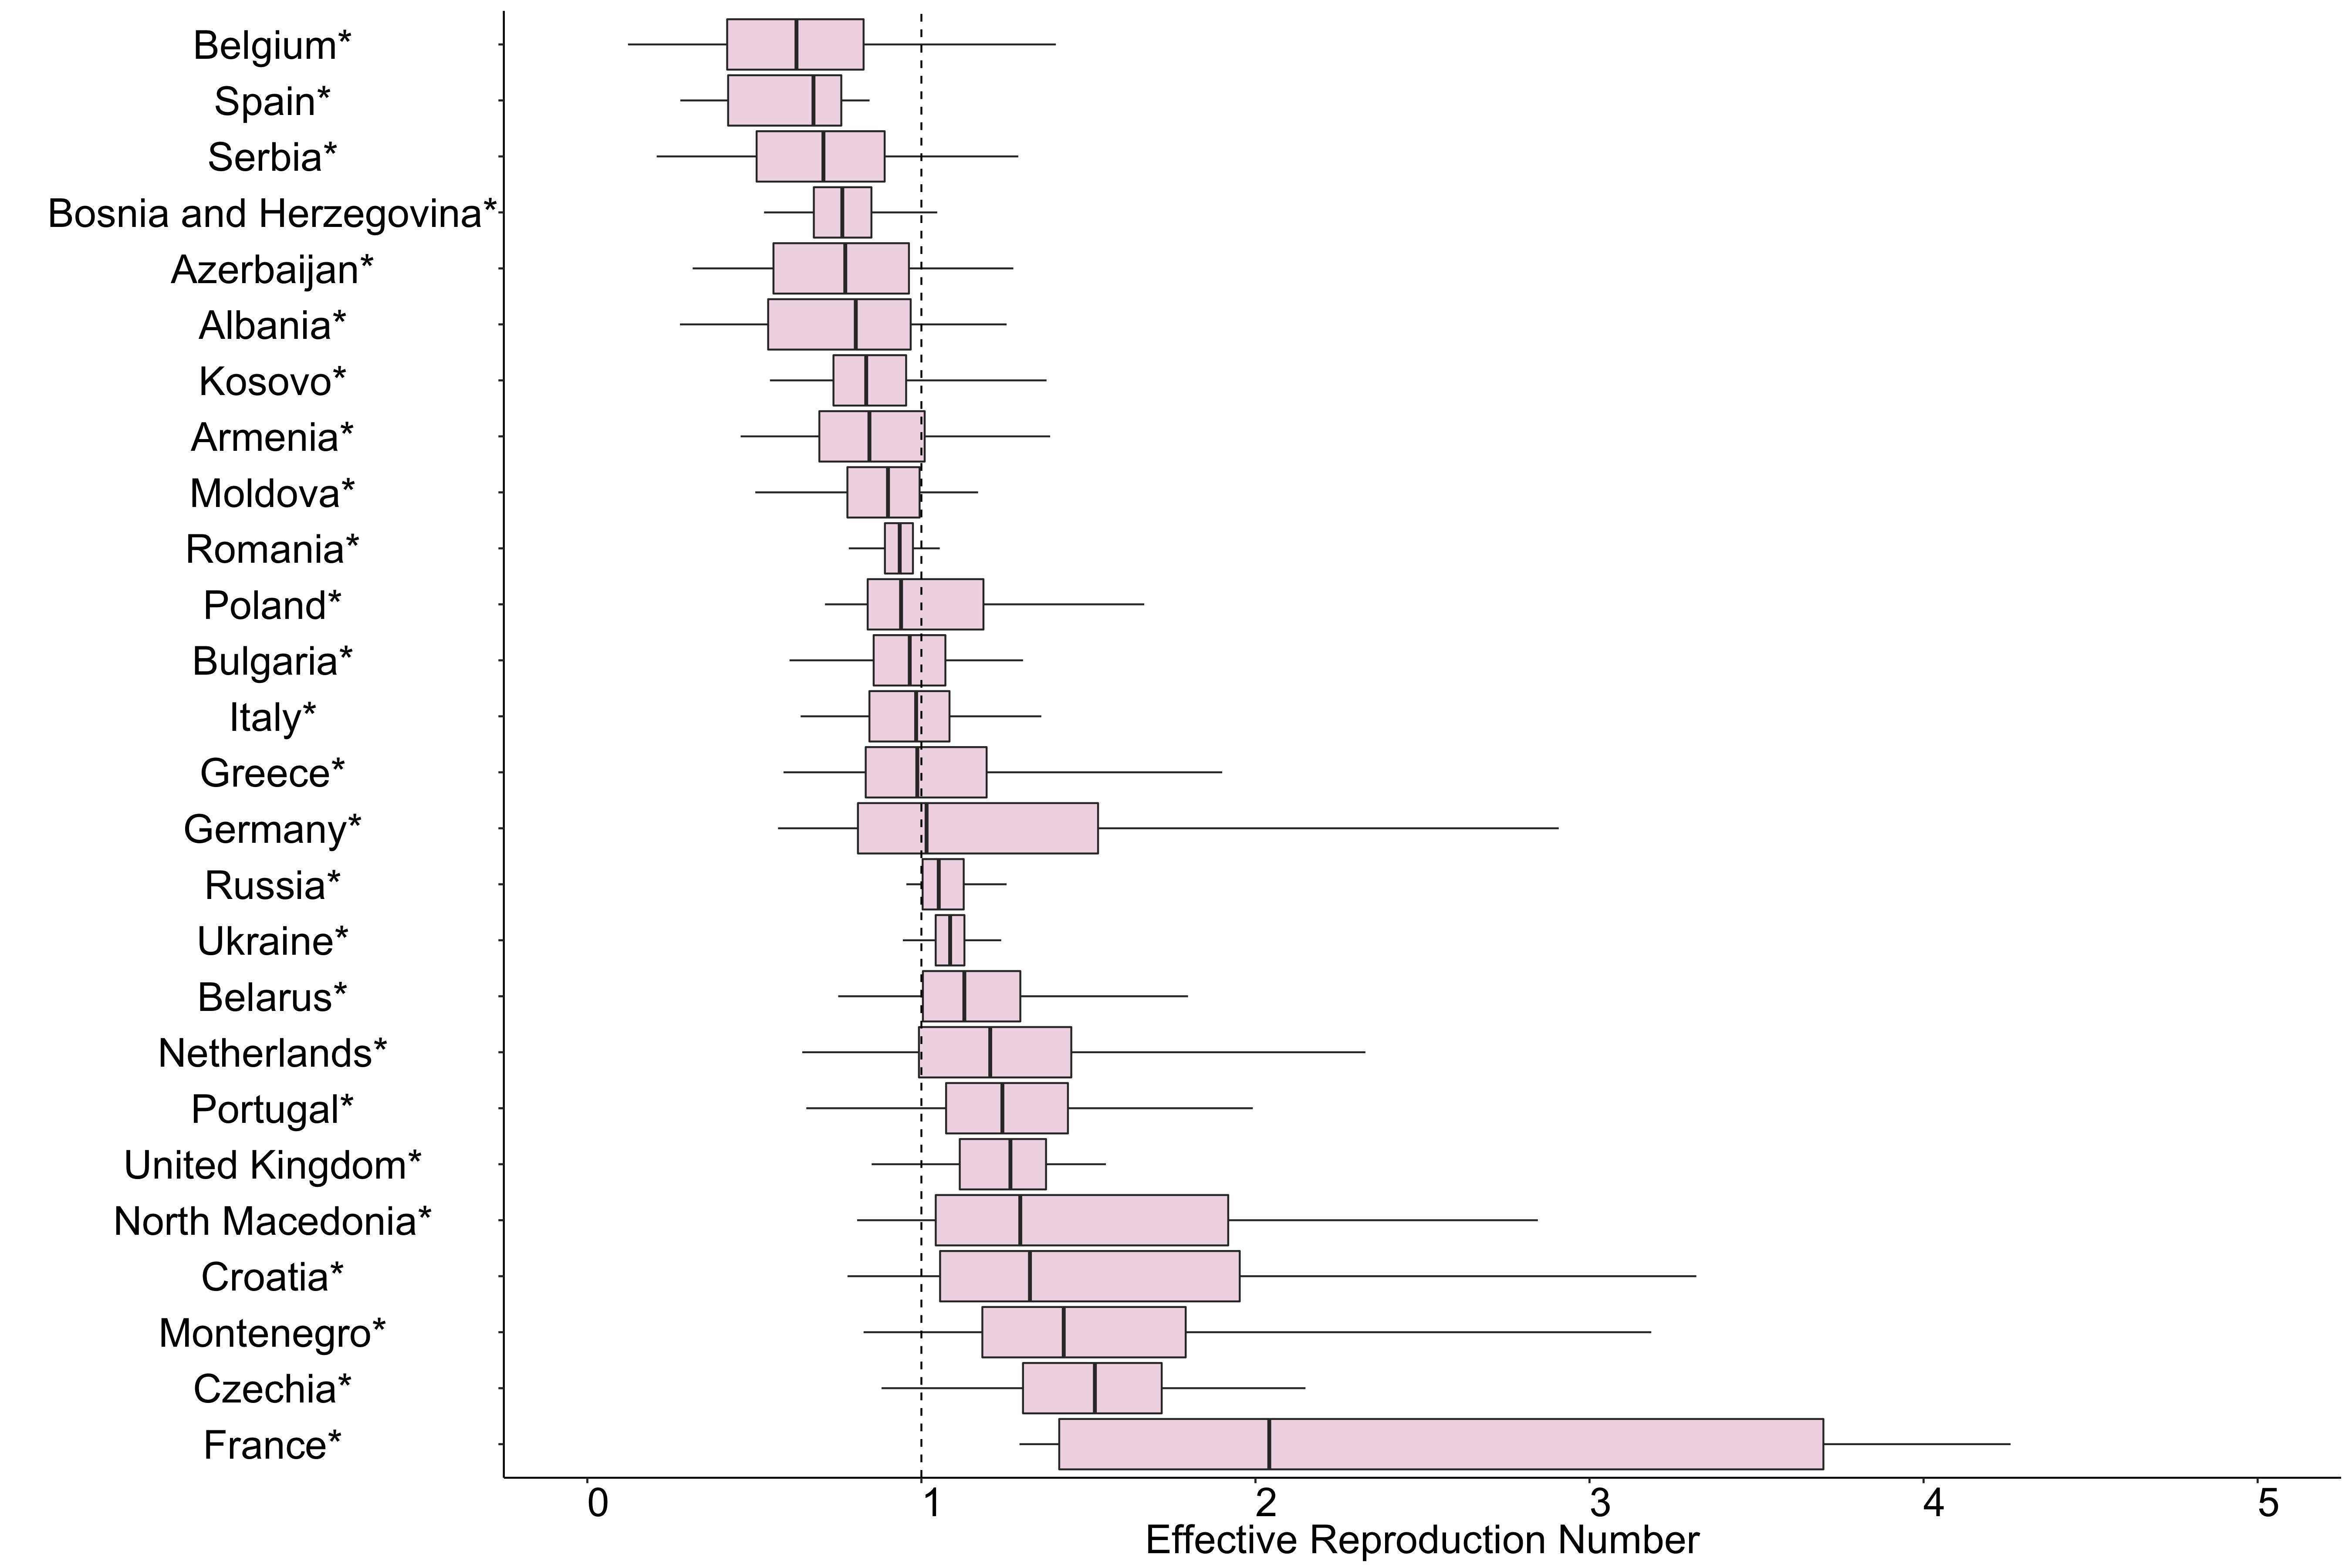 Belgium*
Spain*
Serbia*
Bosnia and Herzegovina*
Azerbaijan*
Albania*
Kosovo*
Armenia*
Moldova*
Romania*
Poland*
Bulgaria*
Italy*
Greece*
Germany*
Russia*
Ukraine*
Belarus*
Netherlands*
Portugal*
United Kingdom*
North Macedonia*
Croatia*
Montenegro*
Czechia*
France*
0 1 2 3 4 5
Effective Reproduction Number